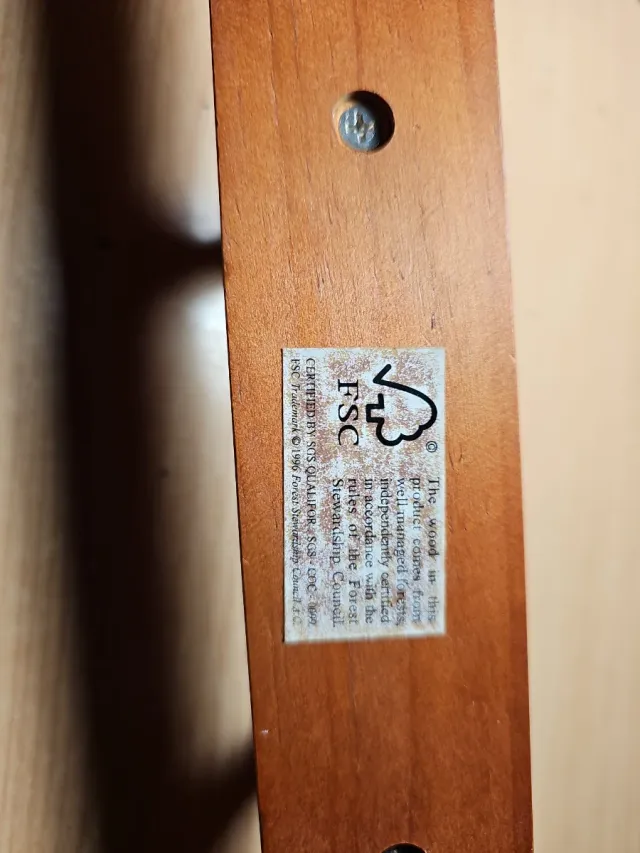 ©
FSC
The wood in this
product comes from
well managed forests,
independently certified
in accordance with the
rules of the Forest
Stewardship Council.
CERTIFIED BY SGS QUALIFOR SGS - COC -
FSC Trademark © 1996 Forest Stewardship Council A.C.